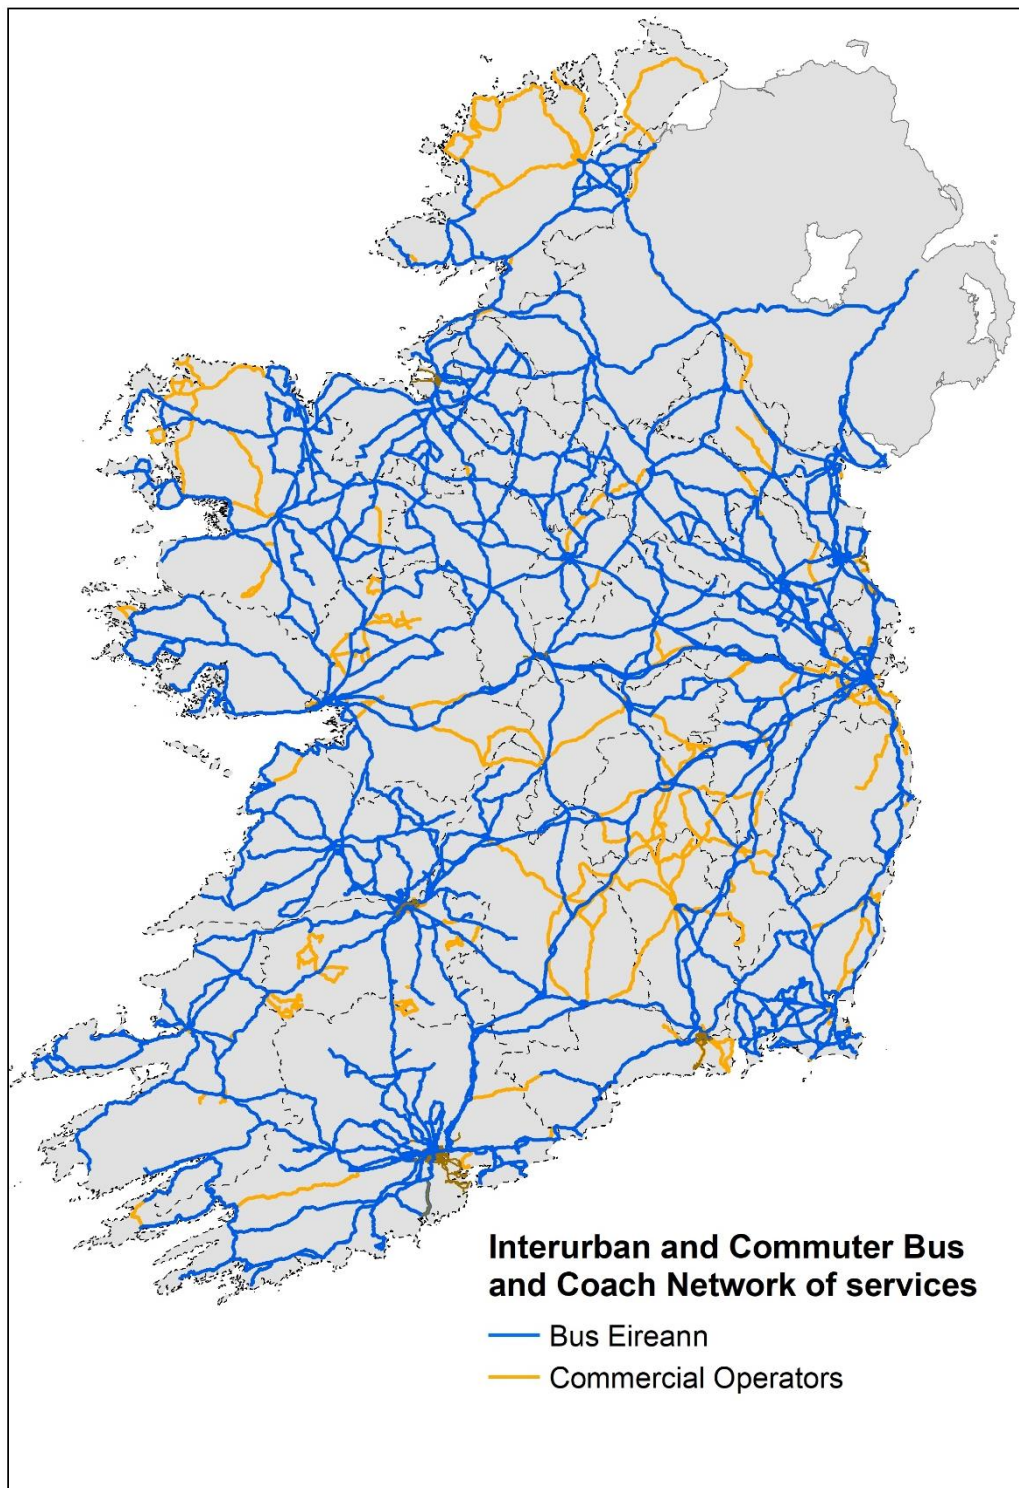 Interurban and Commuter Bus
and Coach Network of services
Bus Eireann
Commercial Operators